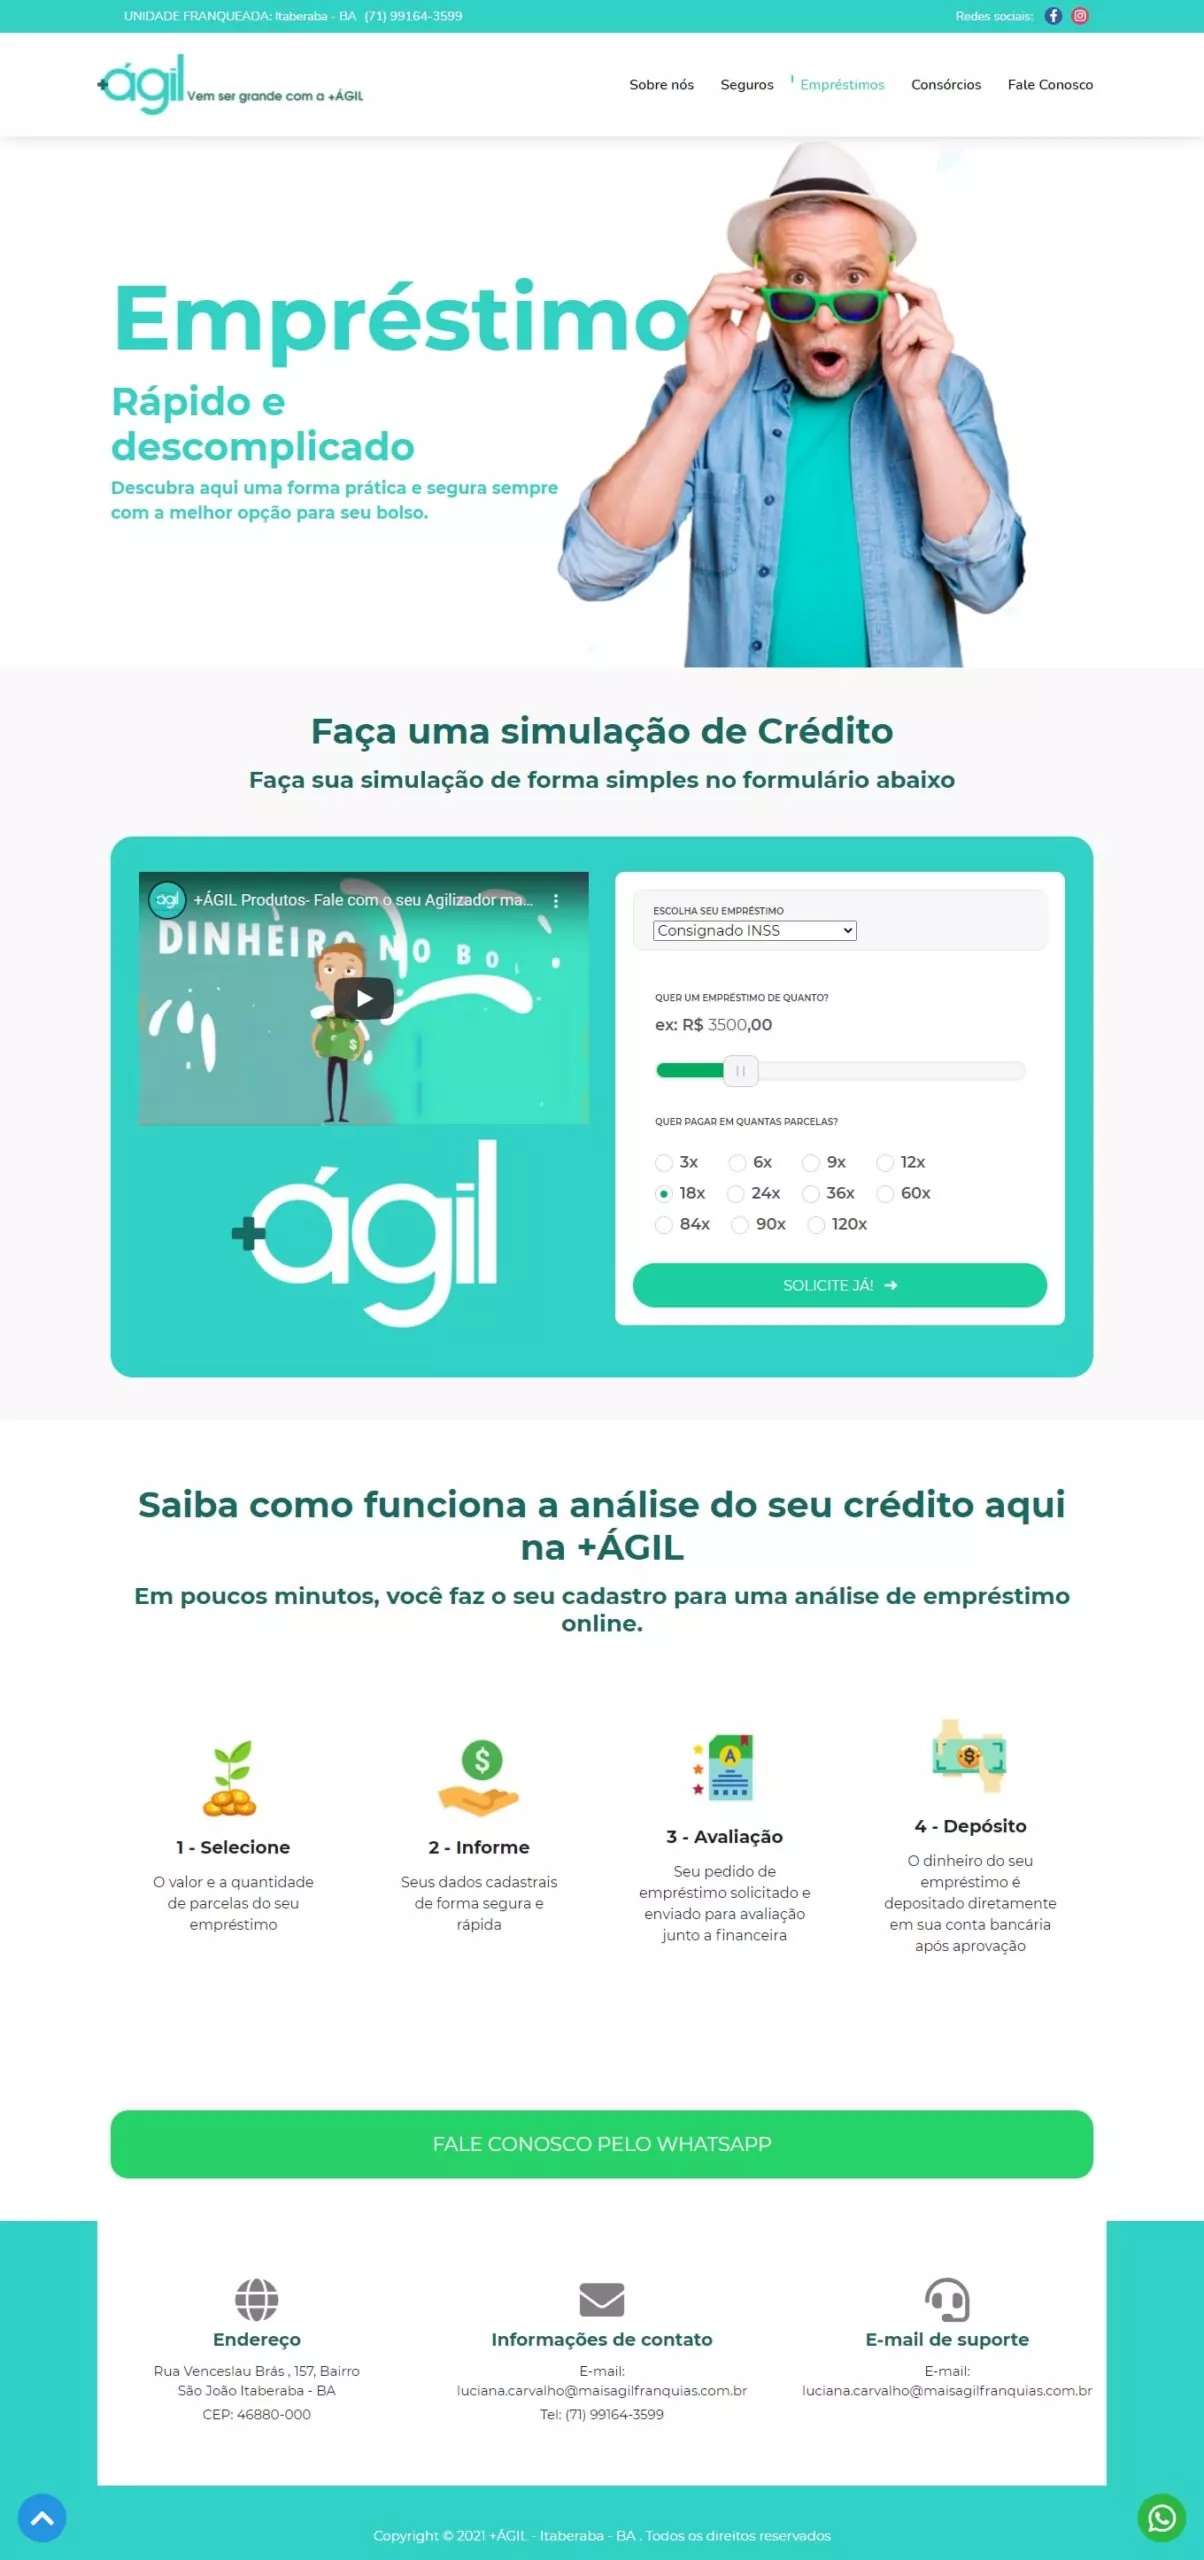 UNIDADE FRANQUEADA: Itaberaba - BA (71) 99164-3599
Redes sociais:
+ágil Vem ser grande com a +ÁGIL
Sobre nós
Seguros
Empréstimos
Consórcios
Fale Conosco
Empréstimo
Rápido e
descomplicado
Descubra aqui uma forma prática e segura sempre
com a melhor opção para seu bolso.
Faça uma simulação de Crédito
Faça sua simulação de forma simples no formulário abaixo
ágil
+ÁGIL Produtos- Fale com o seu Agilizador ma...
DINHEIRO NO BO
+ágil
ESCOLHA SEU EMPRÉSTIMO
Consignado INSS
QUER UM EMPRÉSTIMO DE QUANTO?
ex: R$ 3500,00
QUER PAGAR EM QUANTAS PARCELAS?
3x 6x 9x 12x
18x 24x 36x 60x
84x 90x 120x
SOLICITE JÁ!
Saiba como funciona a análise do seu crédito aqui
na +ÁGIL
Em poucos minutos, você faz o seu cadastro para uma análise de empréstimo
online.
1 - Selecione
O valor e a quantidade
de parcelas do seu
empréstimo
2 - Informe
Seus dados cadastrais
de forma segura e
rápida
A
3 - Avaliação
Seu pedido de
empréstimo solicitado e
enviado para avaliação
junto a financeira
4 - Depósito
O dinheiro do seu
empréstimo é
depositado diretamente
em sua conta bancária
após aprovação
FALE CONOSCO PELO WHATSAPP
Endereço
Rua Venceslau Brás , 157, Bairro
São João Itaberaba - BA
CEP: 46880-000
Informações de contato
E-mail:
luciana.carvalho@maisagilfranquias.com.br
Tel: (71) 99164-3599
E-mail de suporte
E-mail:
luciana.carvalho@maisagilfranquias.com.br
Copyright © 2021 +ÁGIL - Itaberaba - BA . Todos os direitos reservados